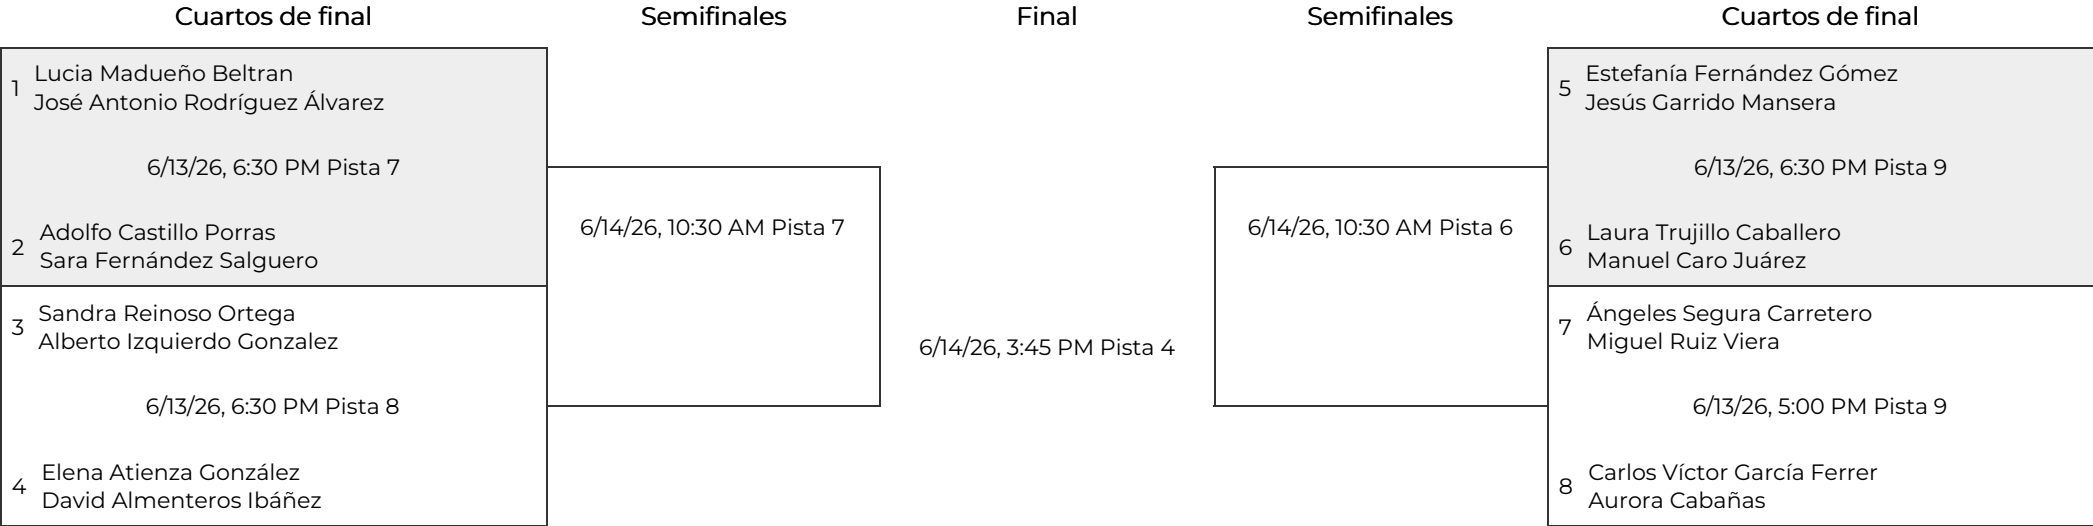 Cuartos de final
Semifinales
Final
Semifinales
Cuartos de final
1
Lucia Madueño Beltran
José Antonio Rodríguez Álvarez
6/13/26, 6:30 PM Pista 7
2
Adolfo Castillo Porras
Sara Fernández Salguero
3
Sandra Reinoso Ortega
Alberto Izquierdo Gonzalez
6/13/26, 6:30 PM Pista 8
4
Elena Atienza González
David Almenteros Ibáñez
6/14/26, 10:30 AM Pista 7
6/14/26, 3:45 PM Pista 4
6/14/26, 10:30 AM Pista 6
5
Estefanía Fernández Gómez
Jesús Garrido Mansera
6/13/26, 6:30 PM Pista 9
6
Laura Trujillo Caballero
Manuel Caro Juárez
7
Ángeles Segura Carretero
Miguel Ruiz Viera
6/13/26, 5:00 PM Pista 9
8
Carlos Víctor García Ferrer
Aurora Cabañas